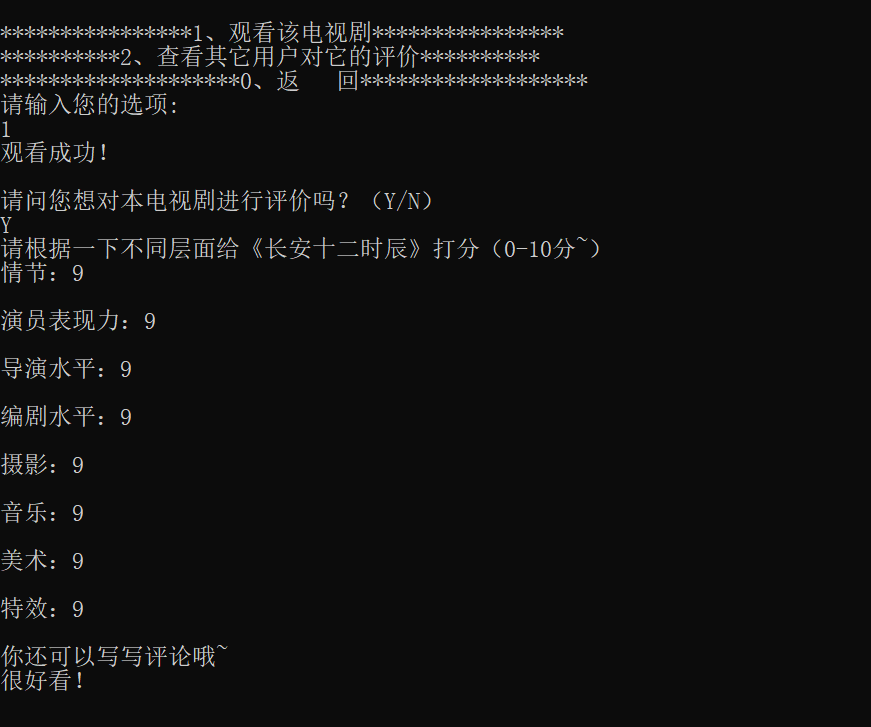 ****************1、观看该电视剧****************
**********2、查看其它用户对它的评价**********
********************0、返   回*******************
请输入您的选项:
1
观看成功!
请问您想对本电视剧进行评价吗? (Y/N)
Y
请根据一下不同层面给《长安十二时辰》打分（0-10分~）
情节: 9
演员表现力: 9
导演水平: 9
编剧水平: 9
摄影: 9
音乐: 9
美术: 9
特效: 9
你还可以写写评论哦~
很好看!